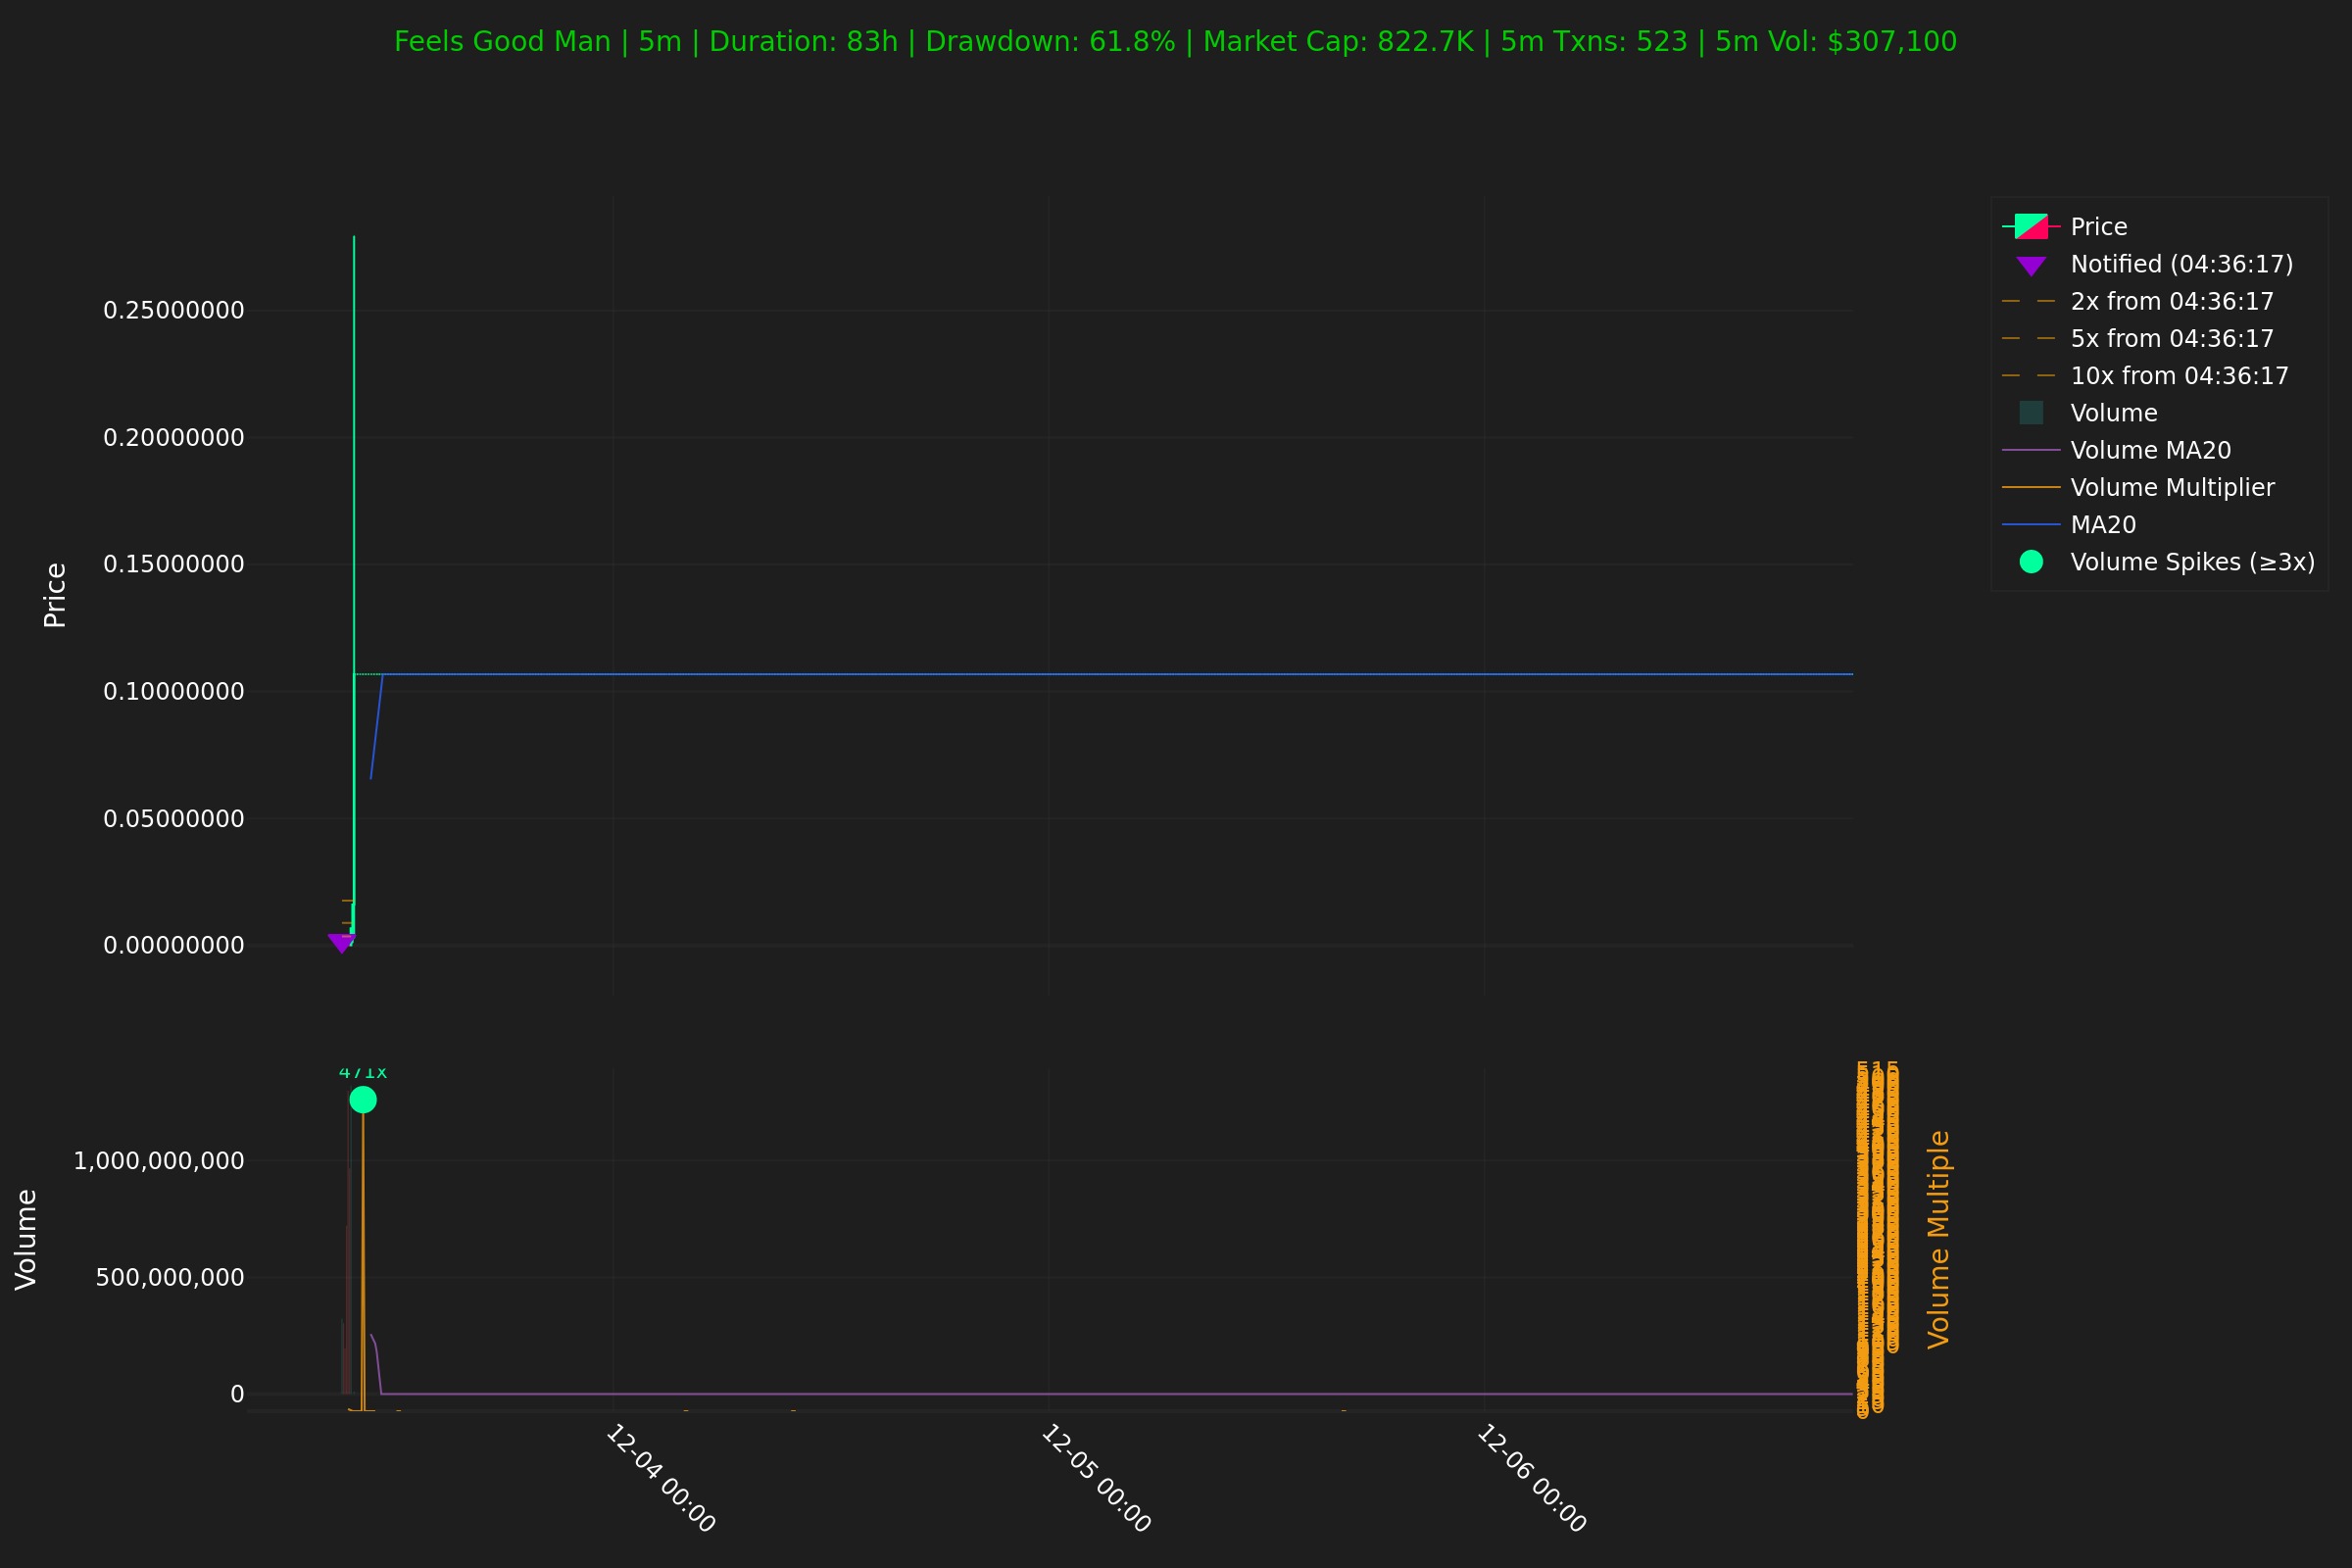 Feels Good Man | 5m | Duration: 83h | Drawdown: 61.8% | Market Cap: 822.7K | 5m Txns: 523 | 5m Vol: $307,100
Price
0.25000000
0.20000000
0.15000000
0.10000000
0.05000000
0.00000000
Price
Notified (04:36:17)
2x from 04:36:17
5x from 04:36:17
10x from 04:36:17
Volume
Volume MA20
Volume Multiplier
MA20
Volume Spikes (≥3x)
471x
Volume
1,000,000,000
500,000,000
0
Volume Multiple
12-04 00:00
12-05 00:00
12-06 00:00